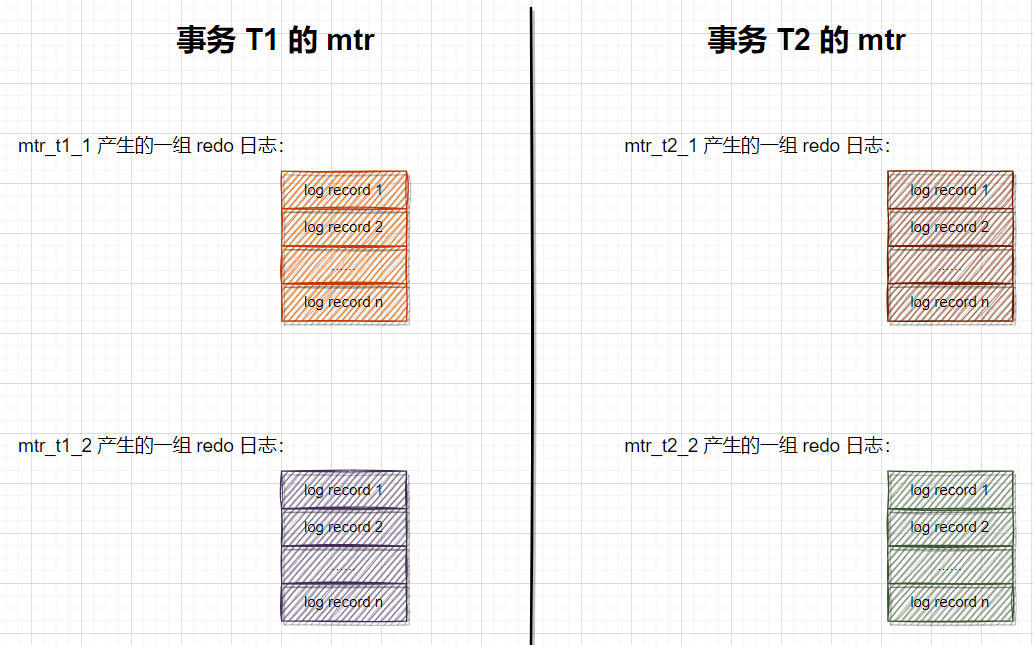 事务 T1 的 mtr
mtr_t1_1 产生的一组 redo 日志：
log record 1
log record 2
......
log record n
mtr_t1_2 产生的一组 redo 日志：
log record 1
log record 2
......
log record n
事务 T2 的 mtr
mtr_t2_1 产生的一组 redo 日志：
log record 1
log record 2
......
log record n
mtr_t2_2 产生的一组 redo 日志：
log record 1
log record 2
......
log record n